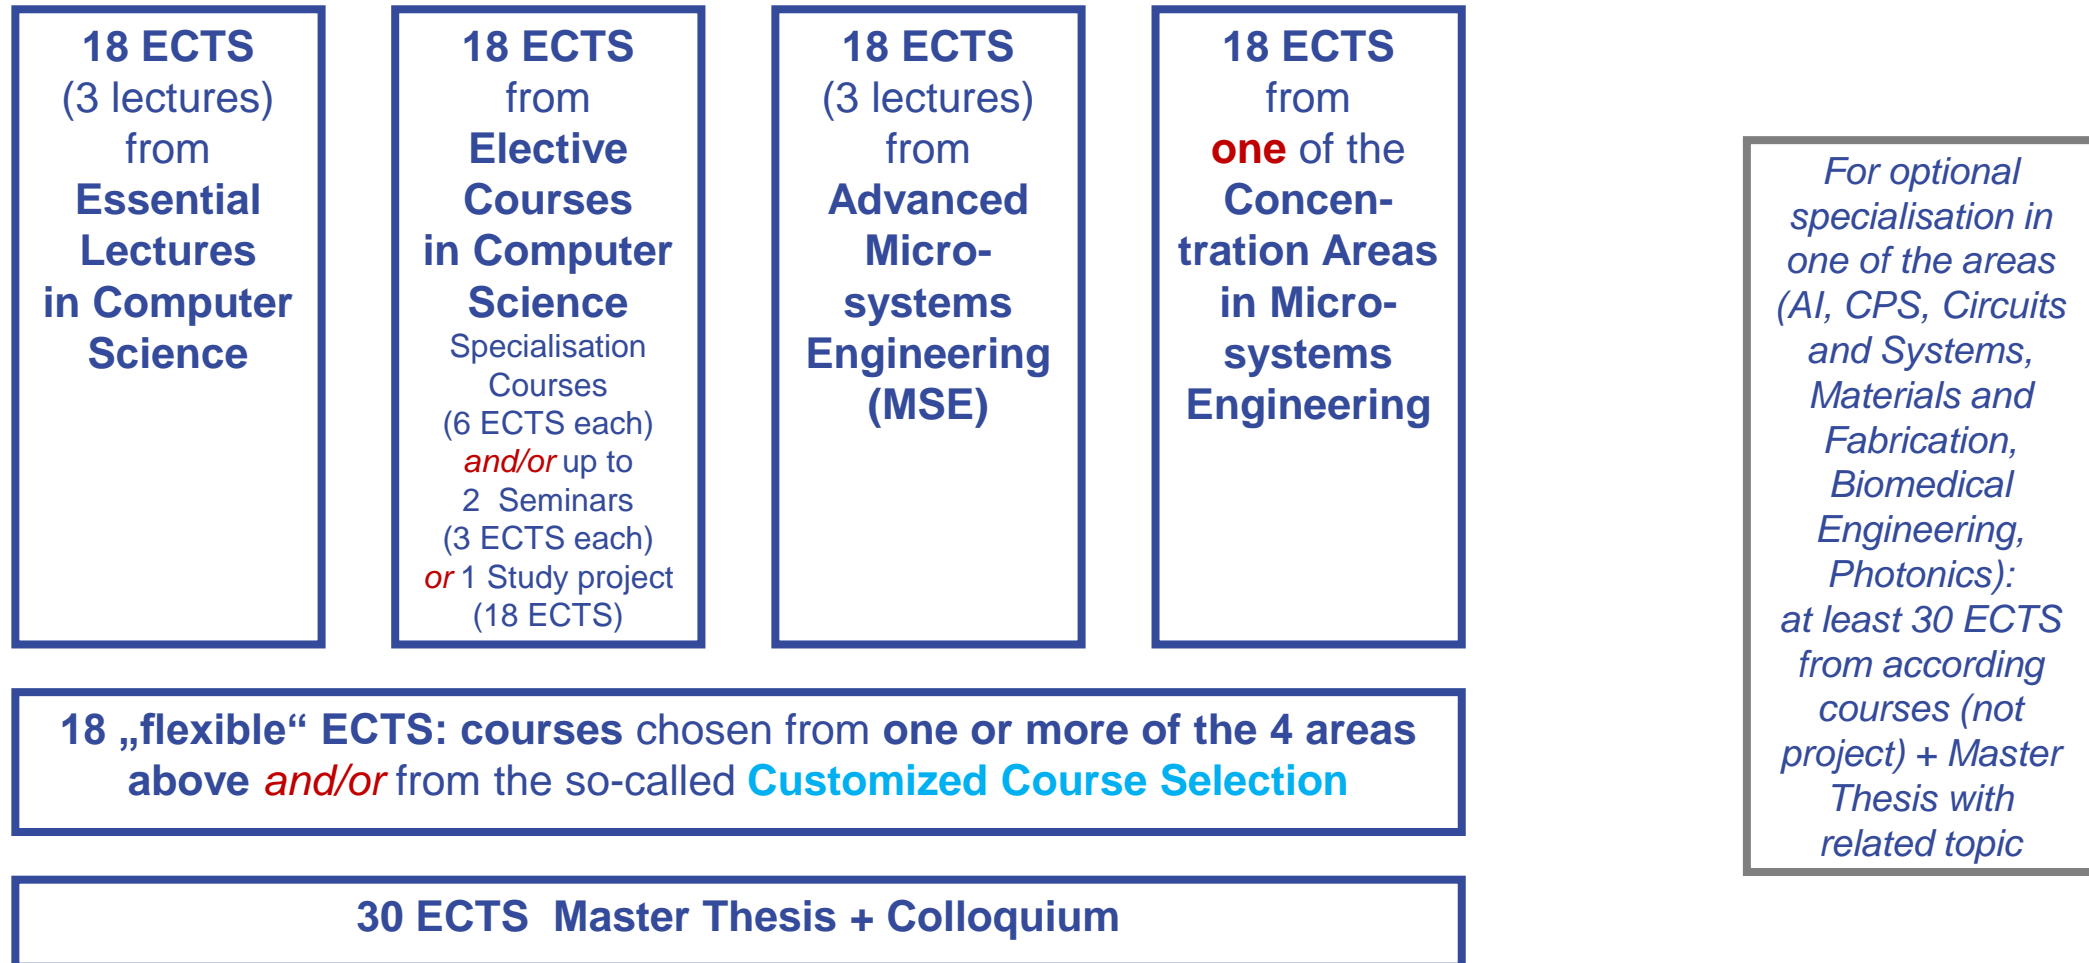 18 ECTS
(3 lectures)
from
Essential
Lectures
in Computer
Science
18 ECTS
from
Elective
Courses
in Computer
Science
Specialisation
Courses
(6 ECTS each)
and/or up to
2 Seminars
(3 ECTS each)
or 1 Study project
(18 ECTS)
18 ECTS
(3 lectures)
from
Advanced
Micro-
systems
Engineering
(MSE)
18 ECTS
from
one of the
Concen-
tration Areas
in Micro-
systems
Engineering
18 „flexible“ ECTS: courses chosen from one or more of the 4 areas
above and/or from the so-called Customized Course Selection
30 ECTS Master Thesis + Colloquium
For optional
specialisation in
one of the areas
(AI, CPS, Circuits
and Systems,
Materials and
Fabrication,
Biomedical
Engineering,
Photonics):
at least 30 ECTS
from according
courses (not
project) + Master
Thesis with
related topic